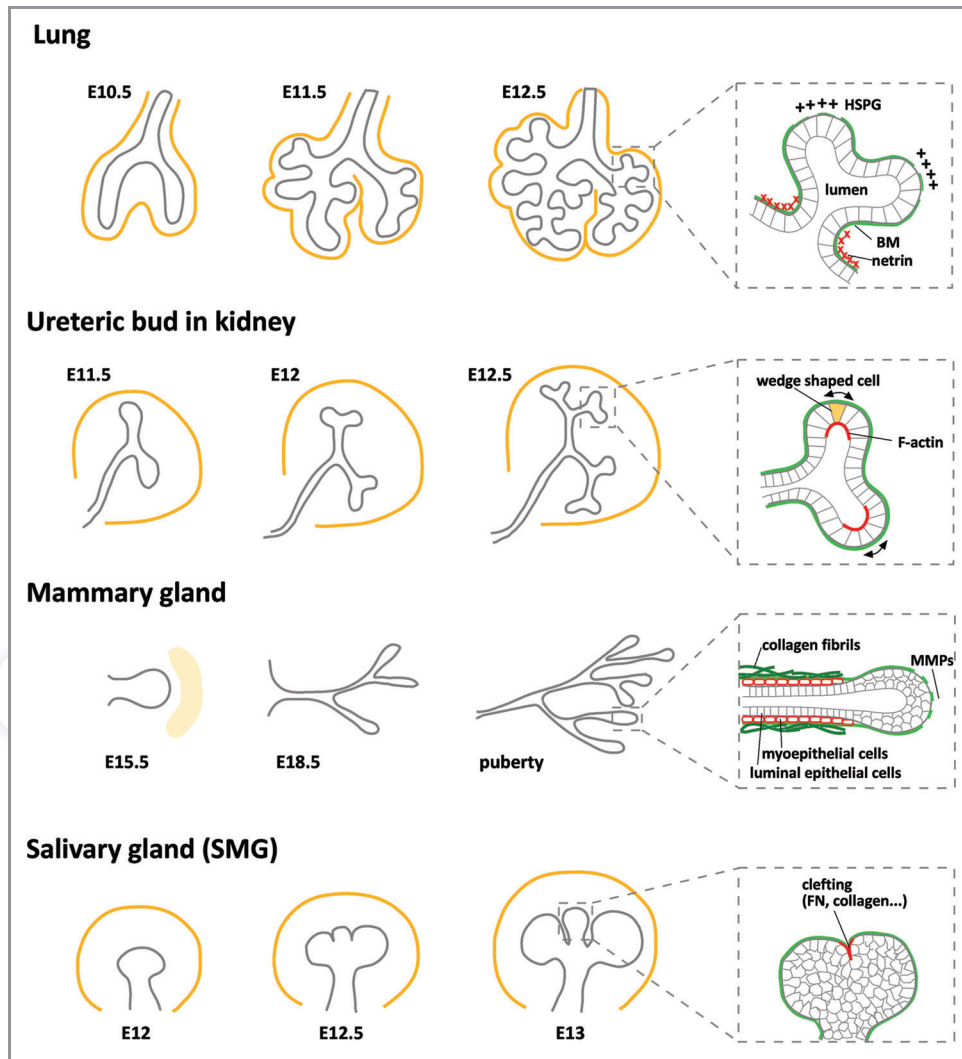 Lung
E10.5
E11.5
E12.5
++++ HSPG
++++
lumen
xxxxxx
BM
xxxxx
netrin
Ureteric bud in kidney
E11.5
E12
E12.5
wedge shaped cell
F-actin
Mammary gland
E15.5
E18.5
puberty
collagen fibrils
MMPs
myoepithelial cells
luminal epithelial cells
Salivary gland (SMG)
E12
E12.5
E13
clefting
(FN, collagen...)